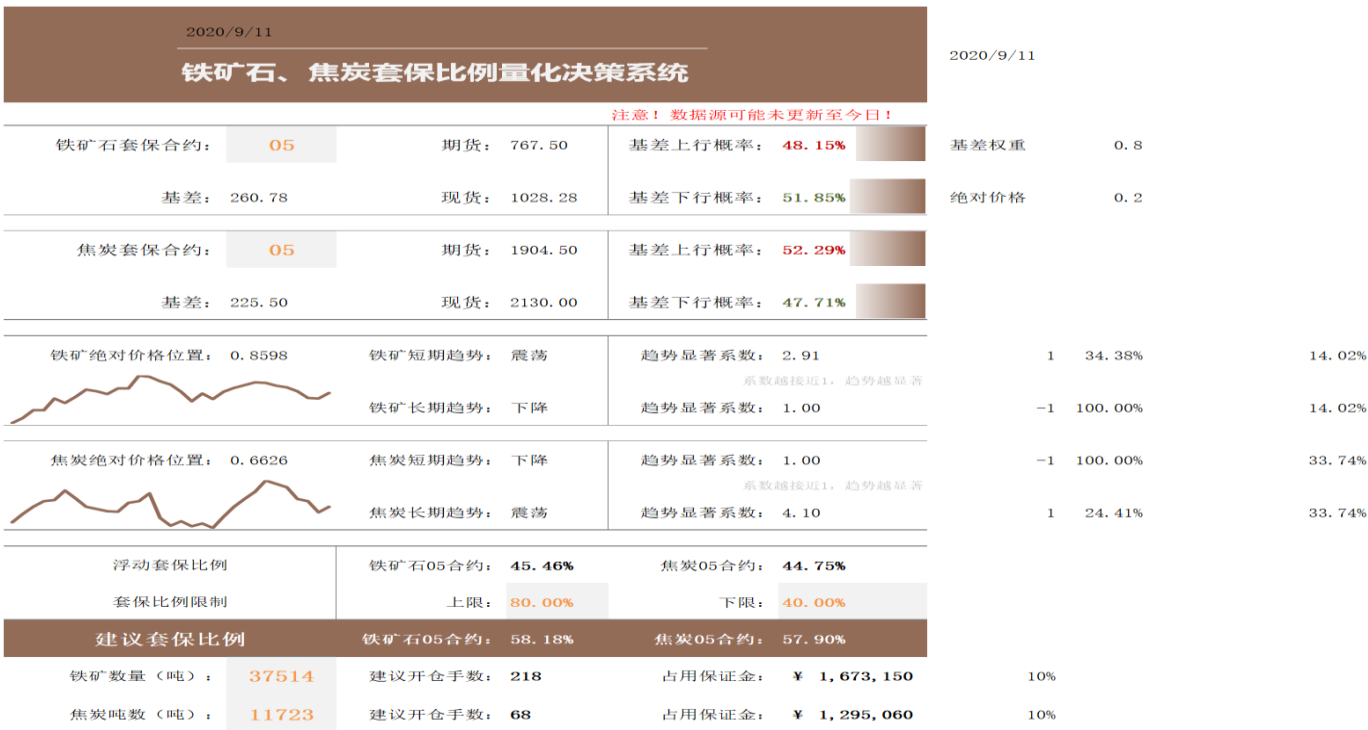 2020/9/11
2020/9/11
铁矿石、焦炭套保比例量化决策系统
注意！数据源可能未更新至今日！
铁矿石套保合约： 05 期货： 767.50 基差上行概率： 48.15% 基差权重 0.8
基差： 260.78 现货： 1028.28 基差下行概率： 51.85% 绝对价格 0.2
焦炭套保合约： 05 期货： 1904.50 基差上行概率： 52.29%
基差： 225.50 现货： 2130.00 基差下行概率： 47.71%
铁矿绝对价格位置： 0.8598 铁矿短期趋势： 震荡 趋势显著系数： 2.91 1 34.38% 14.02%
系数越接近1，趋势越显著
铁矿长期趋势： 下降 趋势显著系数： 1.00 -1 100.00% 14.02%
焦炭绝对价格位置： 0.6626 焦炭短期趋势： 下降 趋势显著系数： 1.00 -1 100.00% 33.74%
系数越接近1，趋势越显著
焦炭长期趋势： 震荡 趋势显著系数： 4.10 1 24.41% 33.74%
浮动套保比例 铁矿石05合约： 45.46% 焦炭05合约： 44.75%
套保比例限制 上限： 80.00% 下限： 40.00%
建议套保比例 铁矿石05合约： 58.18% 焦炭05合约： 57.90%
铁矿数量（吨）： 37514 建议开仓手数： 218 占用保证金： ¥ 1,673,150 10%
焦炭吨数（吨）： 11723 建议开仓手数： 68 占用保证金： ¥ 1,295,060 10%